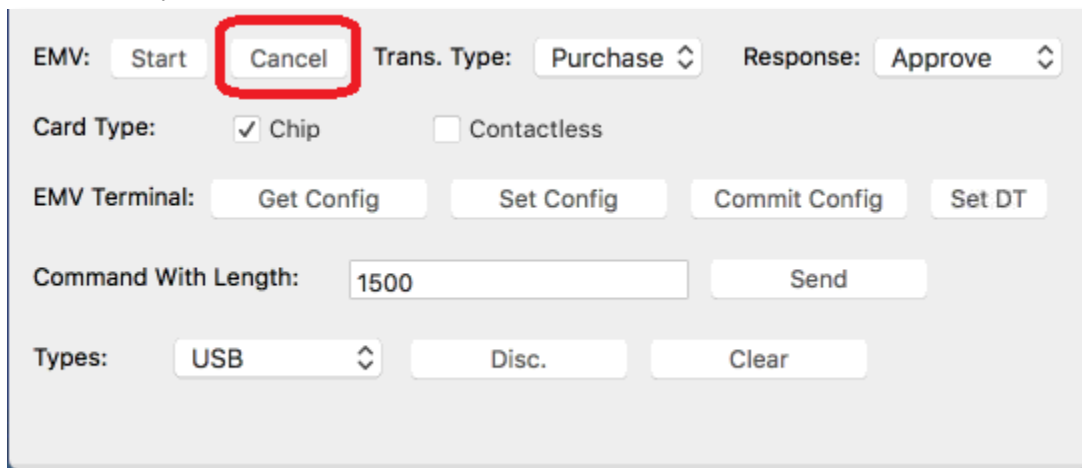 EMV: Start Cancel Trans. Type: Purchase Response: Approve
Card Type: Chip Contactless
EMV Terminal: Get Config Set Config Commit Config Set DT
Command With Length: 1500 Send
Types: USB Disc. Clear